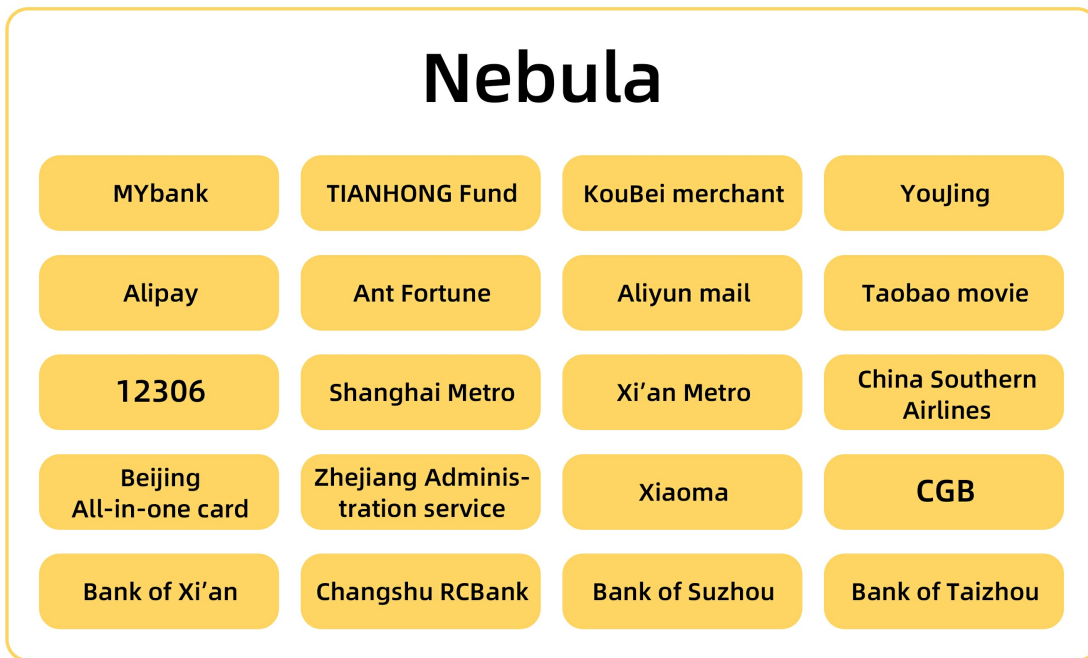 Nebula
MYbank
TIANHONG Fund
KouBei merchant
YouJing
Alipay
Ant Fortune
Aliyun mail
Taobao movie
12306
Shanghai Metro
Xi’an Metro
China Southern
Airlines
Beijing
All-in-one card
Zhejiang Adminis-
tration service
Xiaoma
CGB
Bank of Xi’an
Changshu RCBank
Bank of Suzhou
Bank of Taizhou